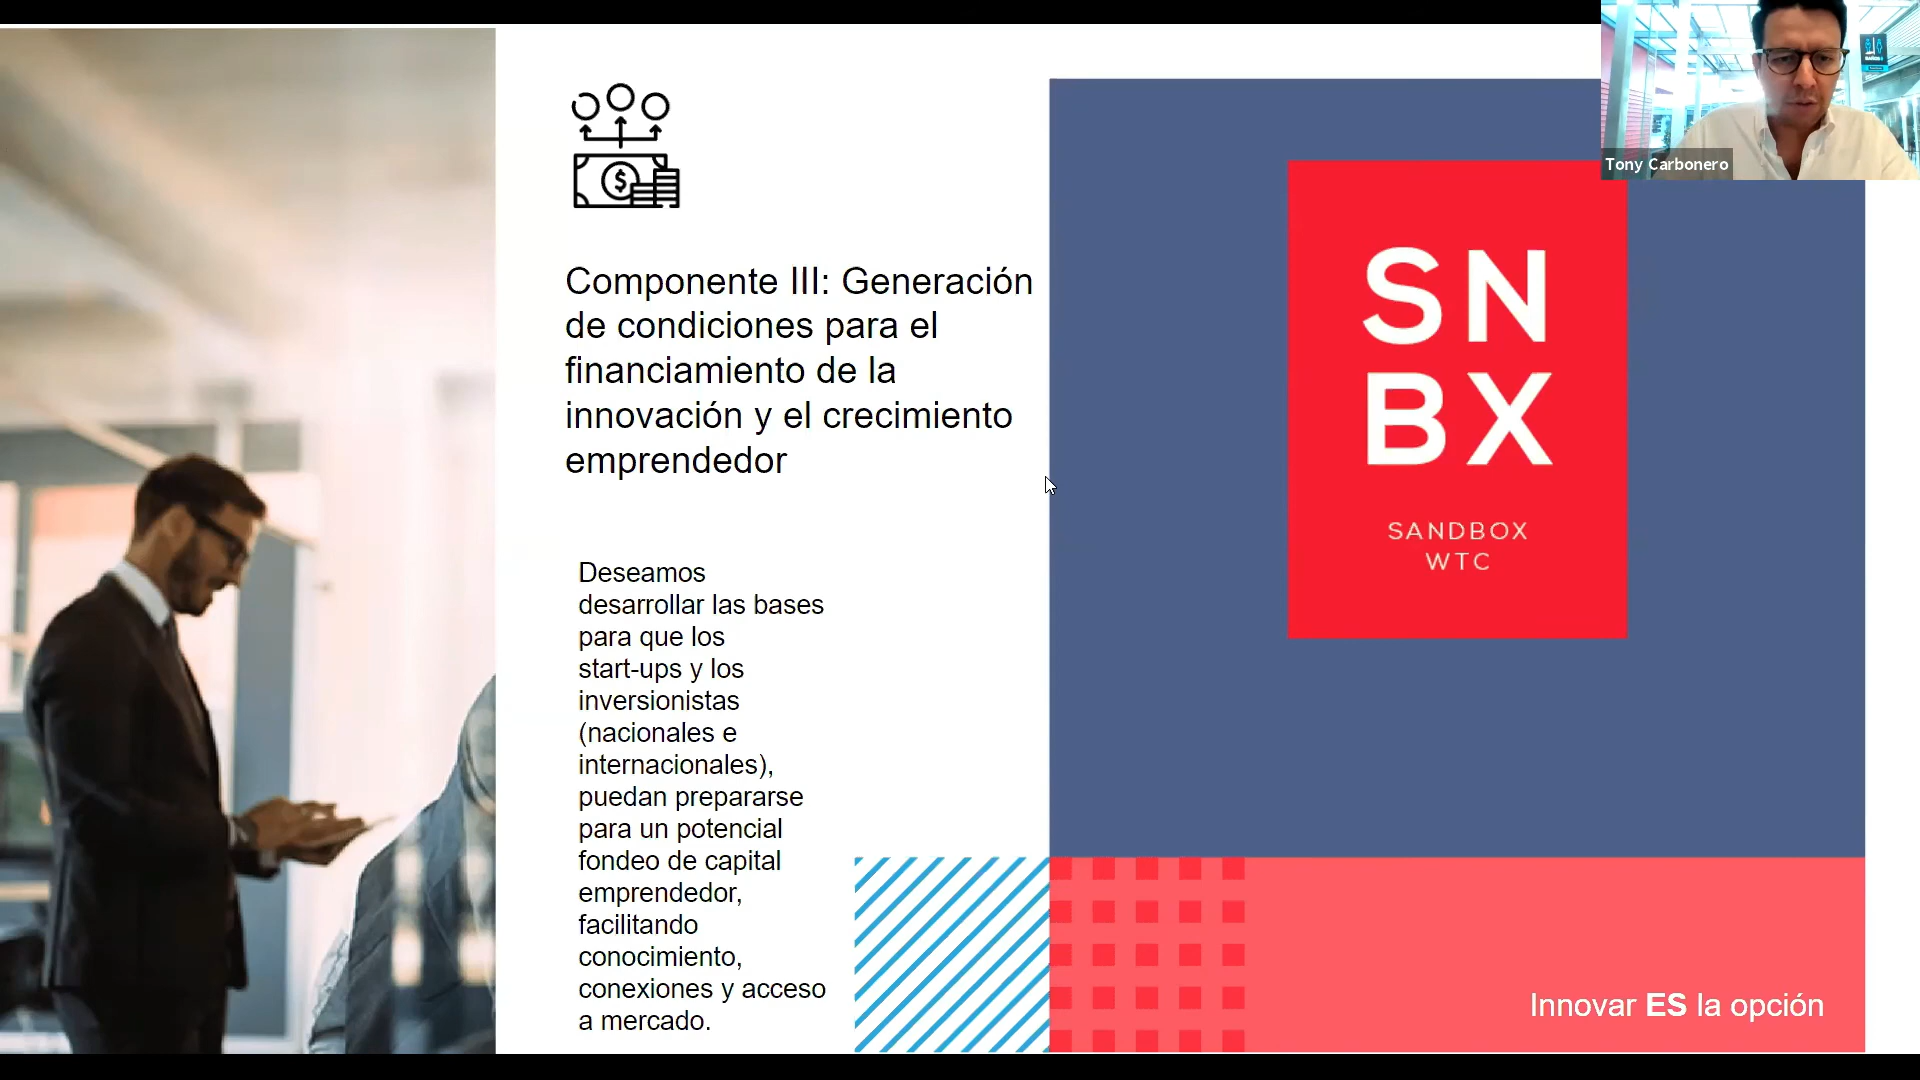 Componente III: Generación
de condiciones para el
financiamiento de la
innovación y el crecimiento
emprendedor
Deseamos
desarrollar las bases
para que los
start-ups y los
inversionistas
(nacionales e
internacionales),
puedan prepararse
para un potencial
fondeo de capital
emprendedor,
facilitando
conocimiento,
conexiones y acceso
a mercado.
SN
BX
SANDBOX
WTC
Tony Carbonero
Innovar ES la opción